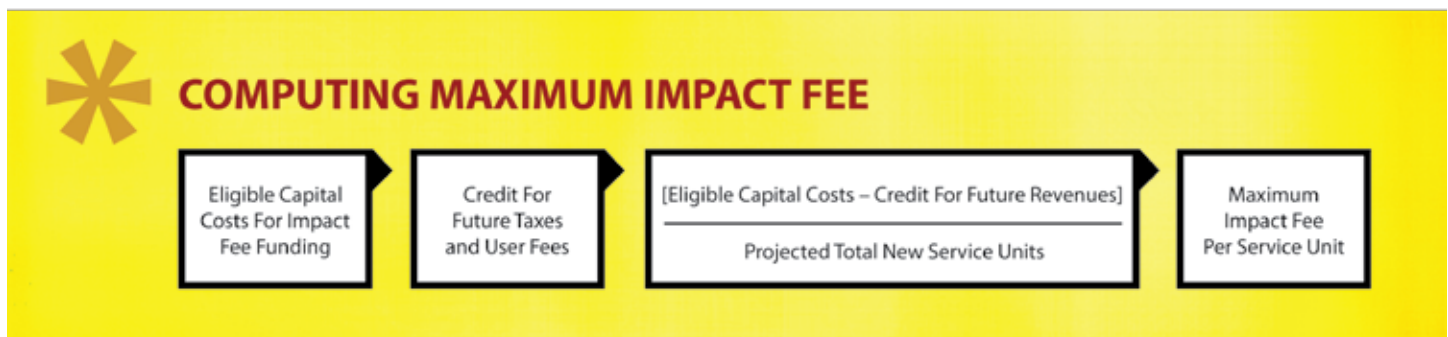 COMPUTING MAXIMUM IMPACT FEE
Eligible Capital
Costs For Impact
Fee Funding
Credit For
Future Taxes
and User Fees
[Eligible Capital Costs – Credit For Future Revenues]
Projected Total New Service Units
Maximum
Impact Fee
Per Service Unit